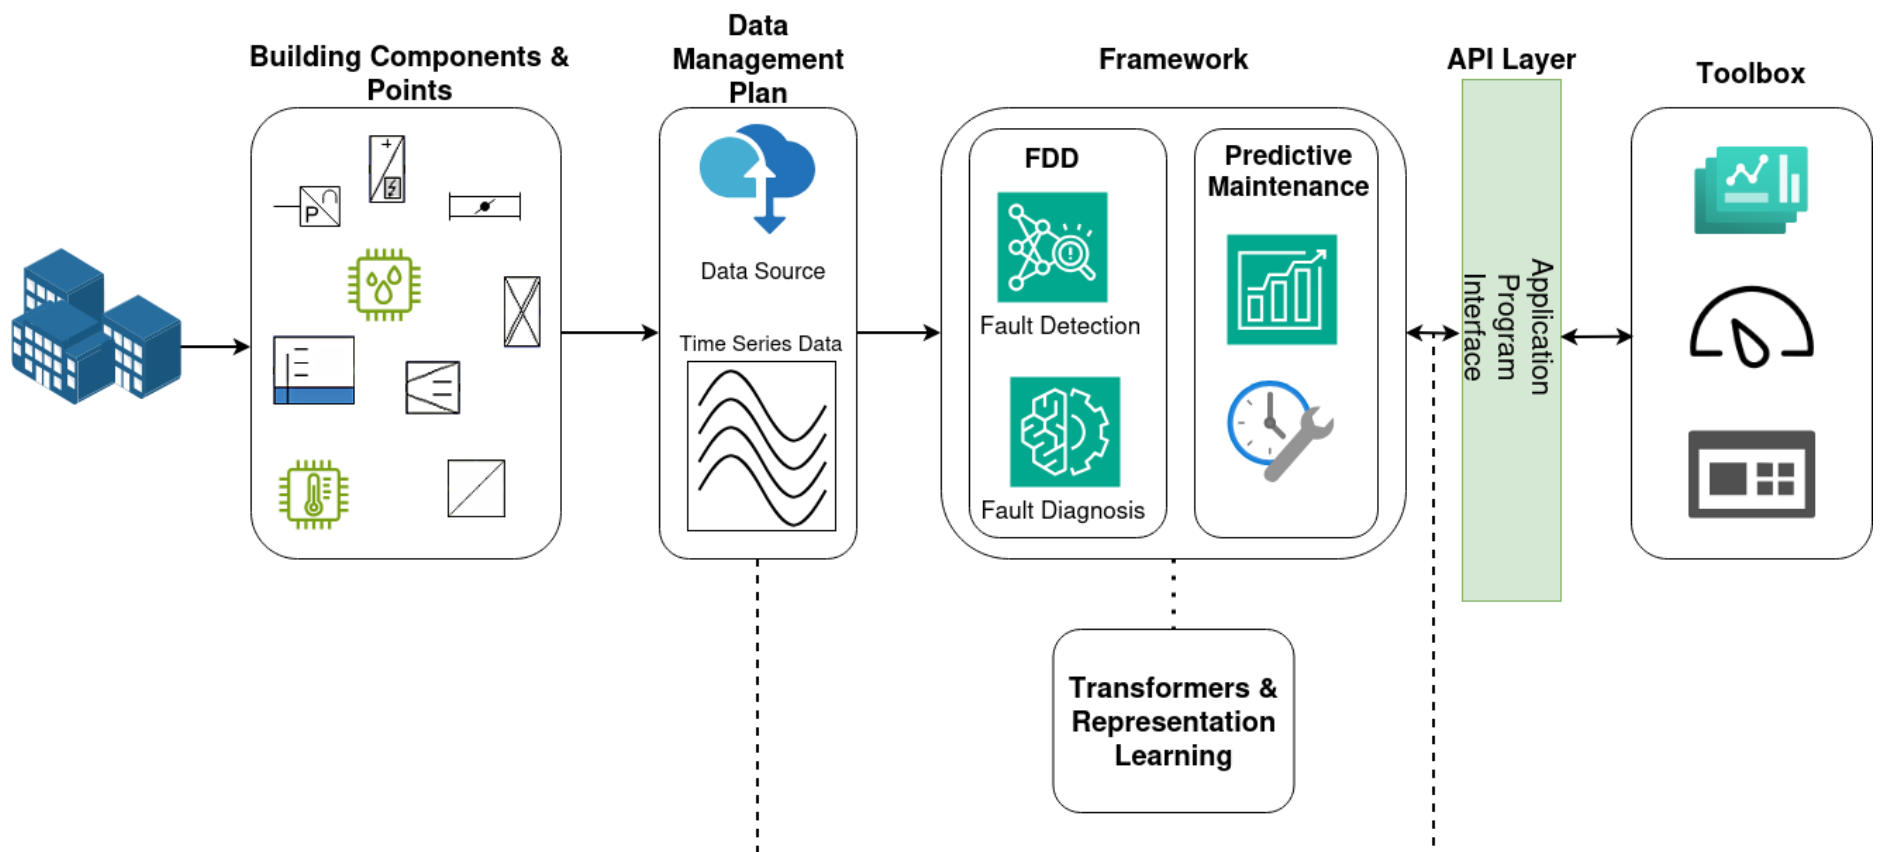 Building Components &
Points
P
Data
Management
Plan
Data Source
Time Series Data
Framework
FDD
Fault Detection
Fault Diagnosis
Predictive
Maintenance
Transformers &
Representation
Learning
API Layer
Application
Program
Interface
Toolbox